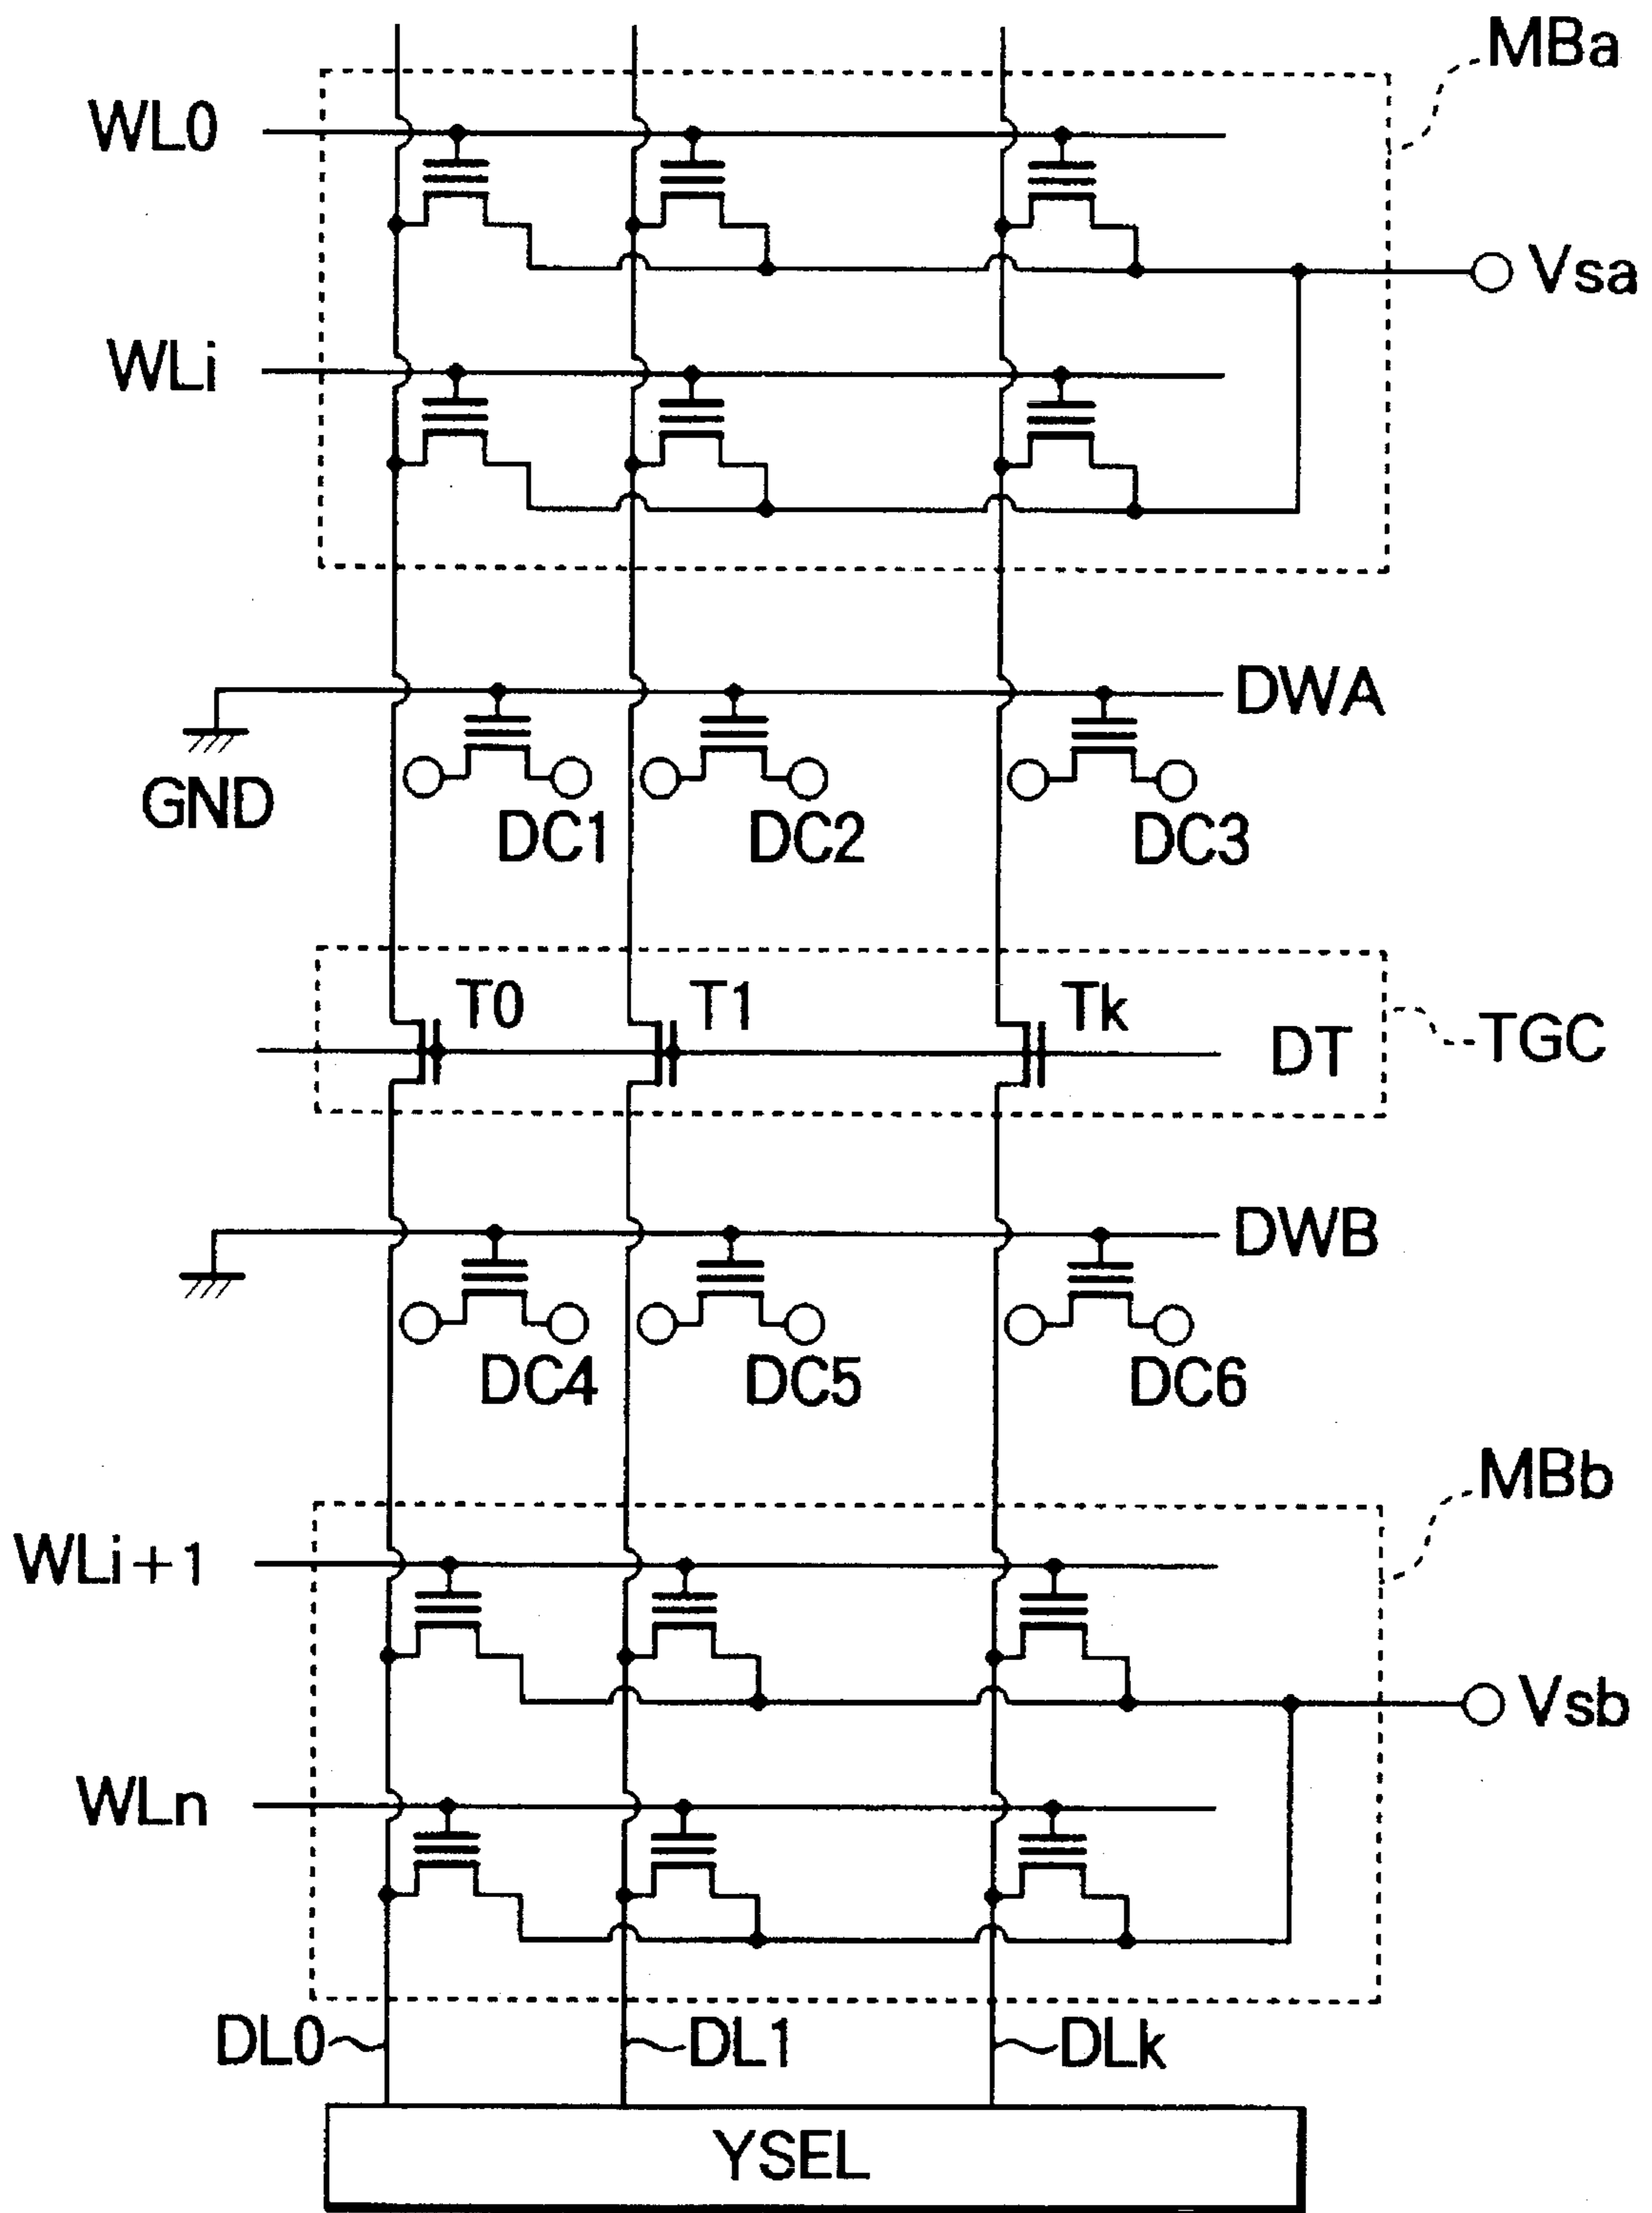 MBa
WL0
Vsa
WLi
DWA
GND
DC1 DC2 DC3
T0 T1 Tk
DT
TGC
DWB
DC4 DC5 DC6
MBb
WLi+1
Vsb
WLn
DL0 DL1 DLk
YSEL